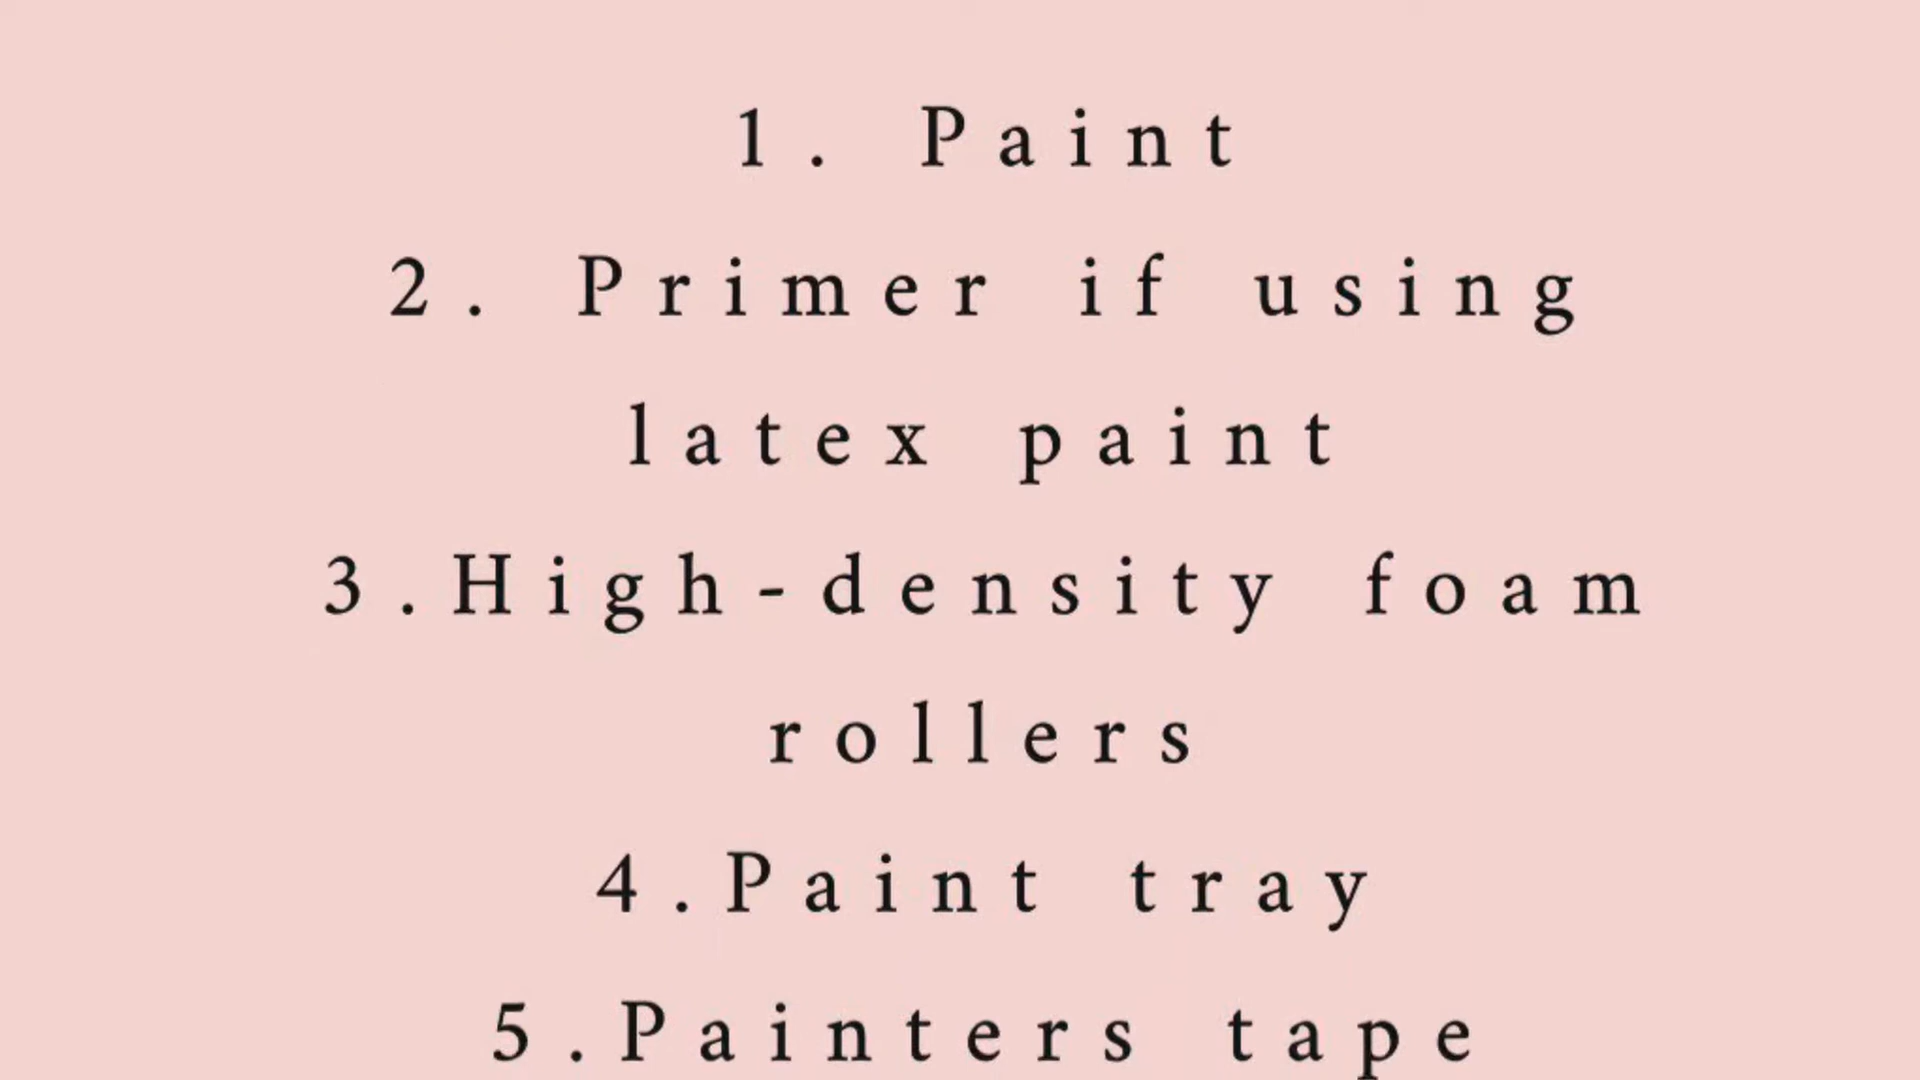 1. Paint
2. Primer if using
latex paint
3.High-density foam
rollers
4.Paint tray
5.Painters tape